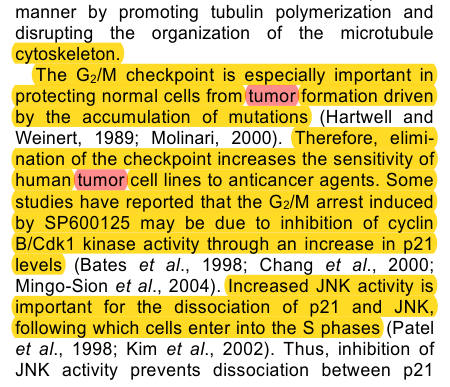 manner by promoting tubulin polymerization and
disrupting the organization of the microtubule
cytoskeleton.
The G2/M checkpoint is especially important in
protecting normal cells from tumor formation driven
by the accumulation of mutations (Hartwell and
Weinert, 1989; Molinari, 2000). Therefore, elimi-
nation of the checkpoint increases the sensitivity of
human tumor cell lines to anticancer agents. Some
studies have reported that the G2/M arrest induced
by SP600125 may be due to inhibition of cyclin
B/Cdk1 kinase activity through an increase in p21
levels (Bates et al., 1998; Chang et al., 2000;
Mingo-Sion et al., 2004). Increased JNK activity is
important for the dissociation of p21 and JNK,
following which cells enter into the S phases (Patel
et al., 1998; Kim et al., 2002). Thus, inhibition of
JNK activity prevents dissociation between p21